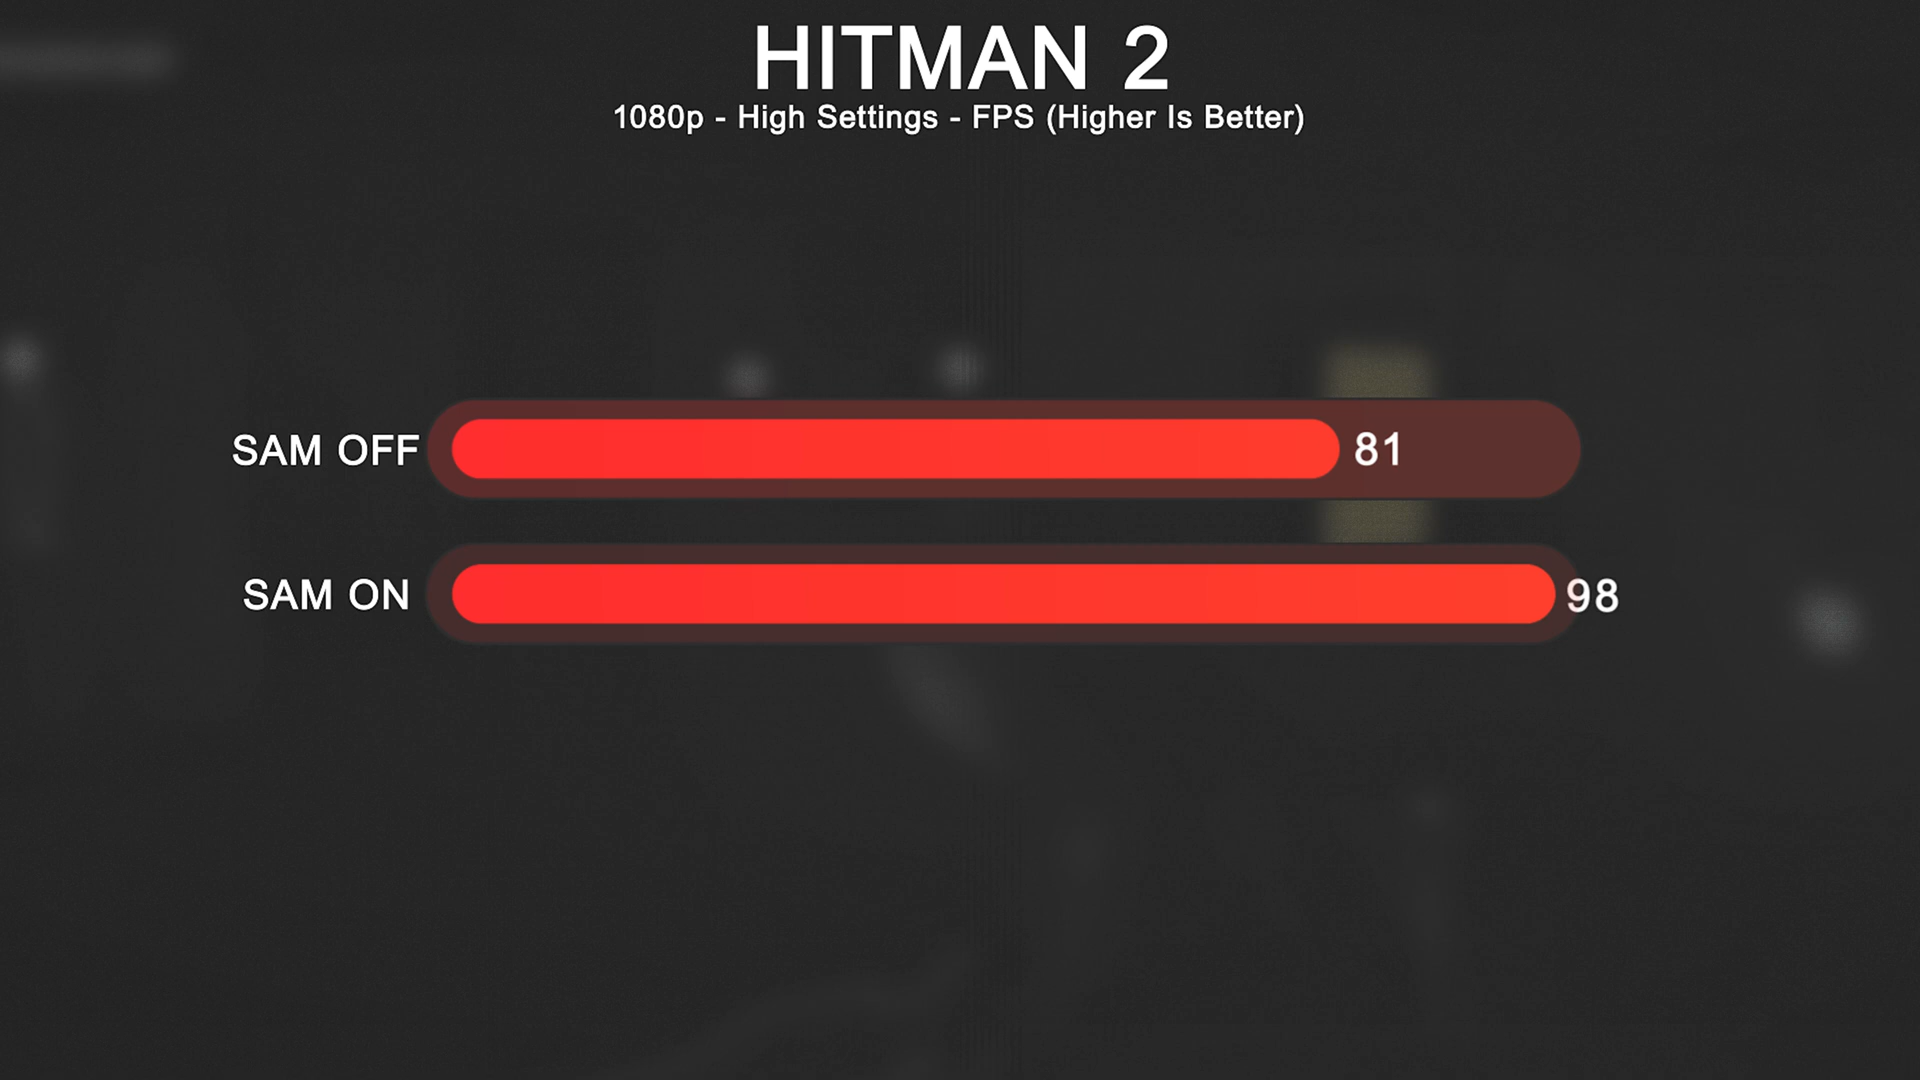 HITMAN 2
1080p - High Settings - FPS (Higher Is Better)
SAM OFF 81
SAM ON 98